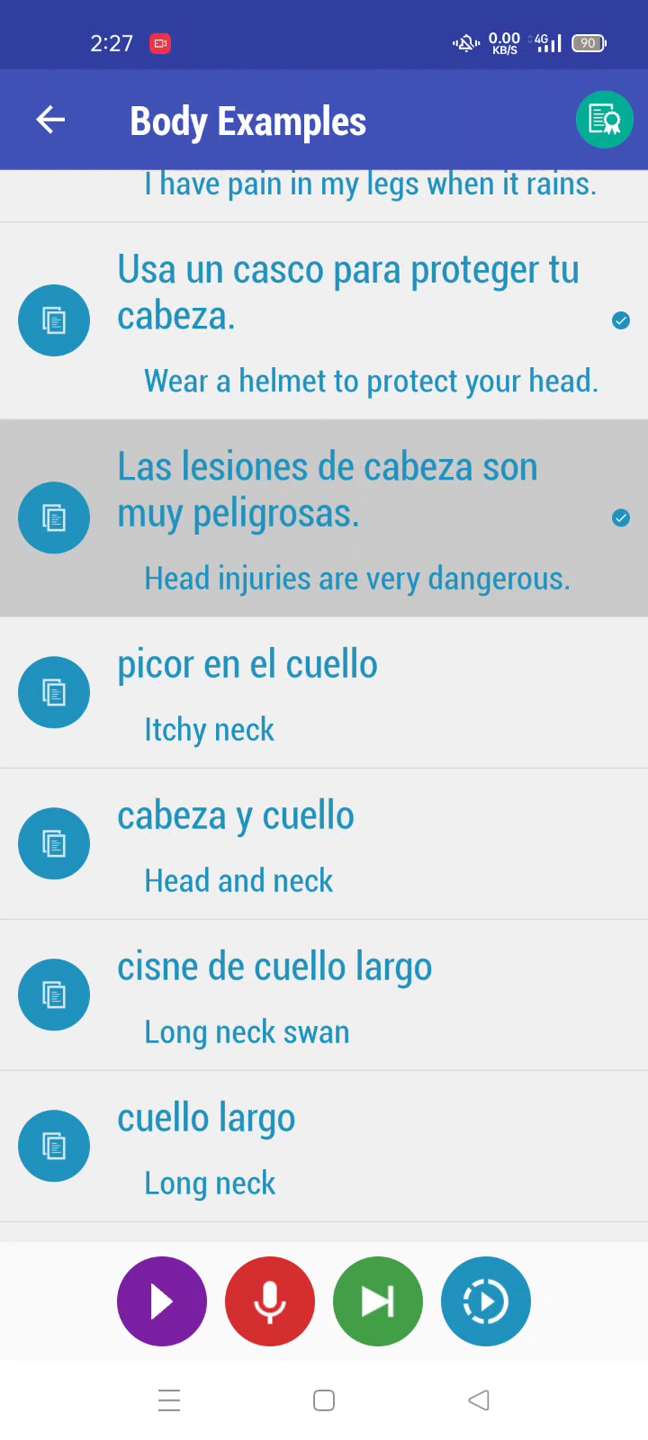 2:27
0.00
KB/S
4G
90
Body Examples
I have pain in my legs when it rains.
Usa un casco para proteger tu
cabeza.
Wear a helmet to protect your head.
Las lesiones de cabeza son
muy peligrosas.
Head injuries are very dangerous.
picor en el cuello
Itchy neck
cabeza y cuello
Head and neck
cisne de cuello largo
Long neck swan
cuello largo
Long neck